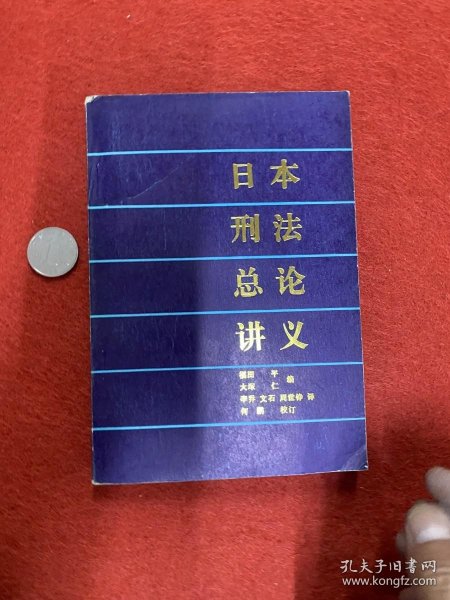 日本
刑法
总论
讲义
福田 平
大塚 仁 编
李乔 文石 周世铮 译
何鹏 校订
孔夫子旧书网
www.kongfz.com